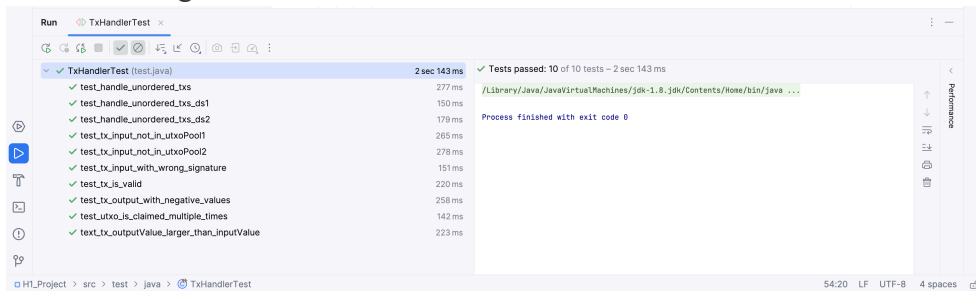 Run TxHandlerTest ×
TxHandlerTest (test.java) 2 sec 143 ms
test_handle_unordered_txs 277 ms
test_handle_unordered_txs_ds1 150 ms
test_handle_unordered_txs_ds2 179 ms
test_tx_input_not_in_utxoPool1 265 ms
test_tx_input_not_in_utxoPool2 278 ms
test_tx_input_with_wrong_signature 151 ms
test_tx_is_valid 220 ms
test_tx_output_with_negative_values 258 ms
test_utxo_is_claimed_multiple_times 142 ms
text_tx_outputValue_larger_than_inputValue 223 ms
Tests passed: 10 of 10 tests – 2 sec 143 ms
/Library/Java/JavaVirtualMachines/jdk-1.8.jdk/Contents/Home/bin/java ...
Process finished with exit code 0
Performance
H1_Project > src > test > java > TxHandlerTest 54:20 LF UTF-8 4 spaces